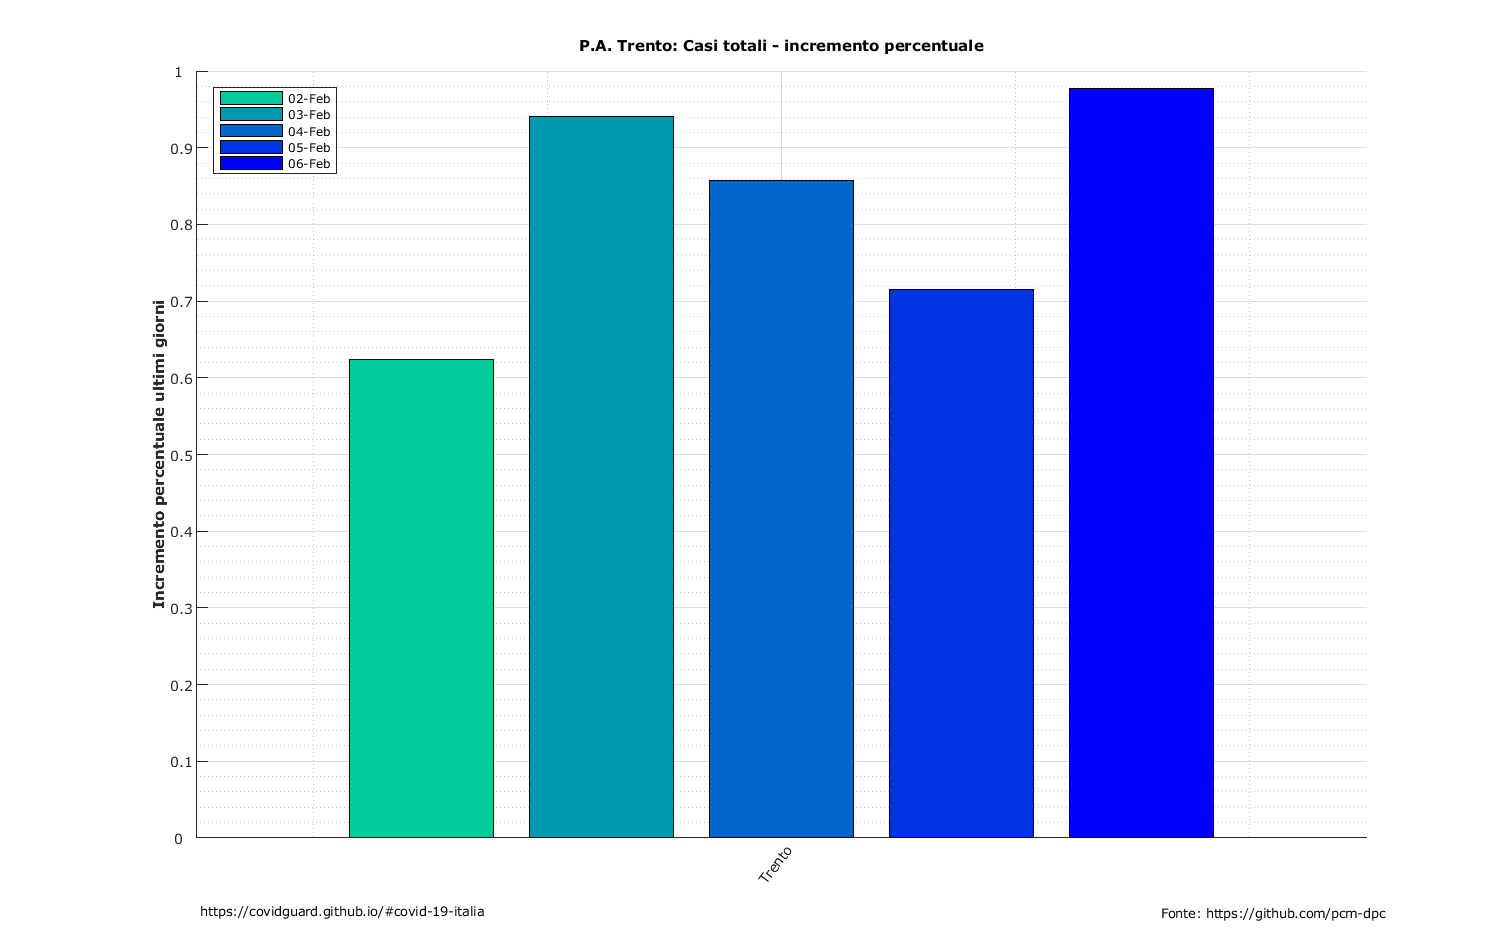 P.A. Trento: Casi totali - incremento percentuale
Incremento percentuale ultimi giorni
1
0.9
0.8
0.7
0.6
0.5
0.4
0.3
0.2
0.1
0
02-Feb
03-Feb
04-Feb
05-Feb
06-Feb
Trento
https://covidguard.github.io/#covid-19-italia
Fonte: https://github.com/pcm-dpc